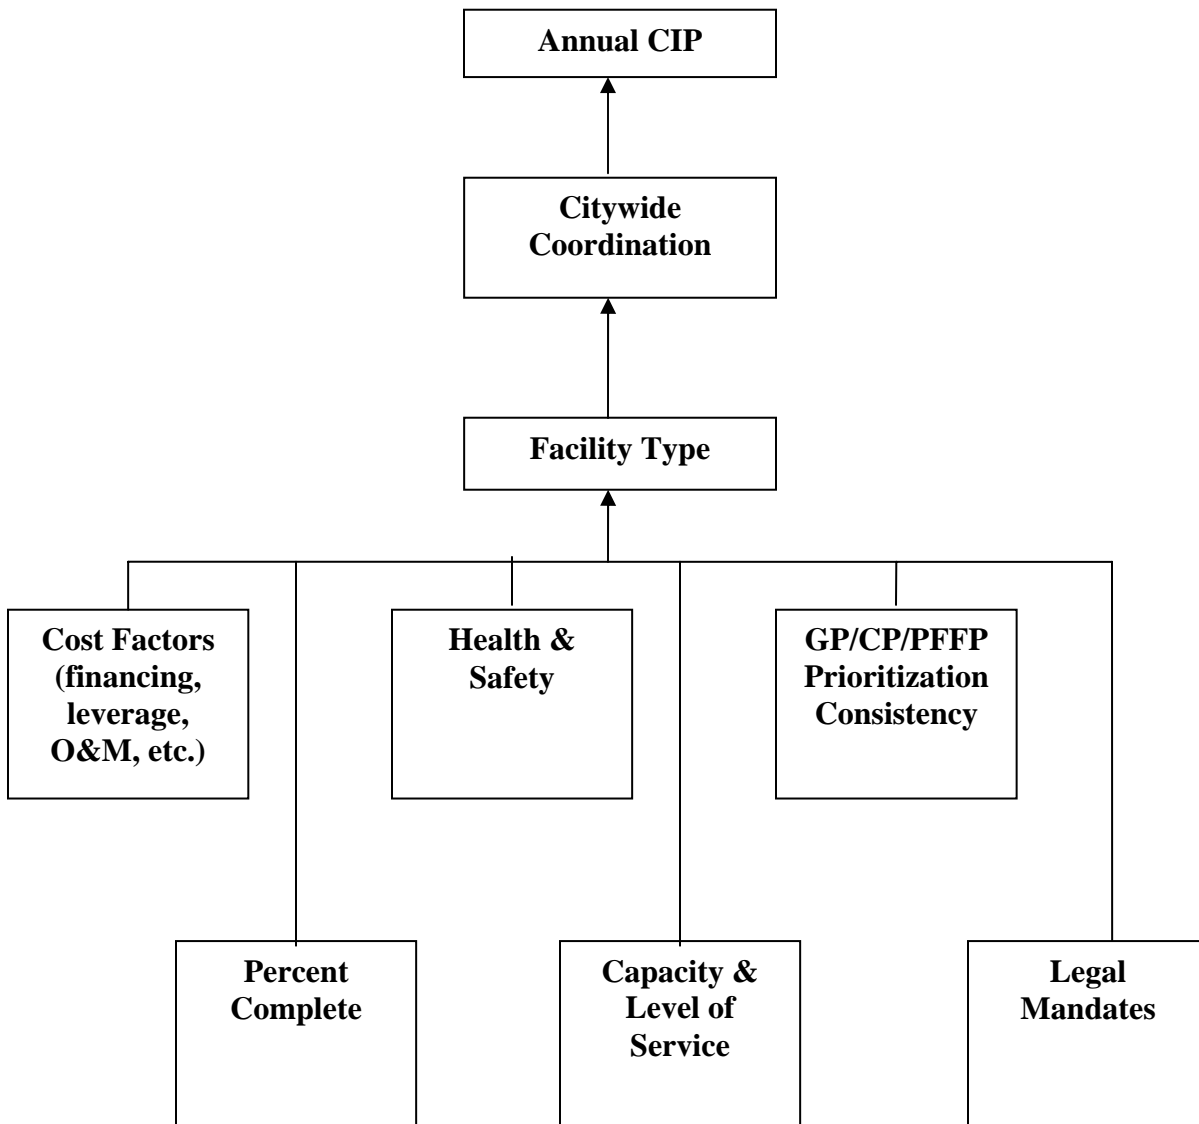 Annual CIP
Citywide
Coordination
Facility Type
Cost Factors
(financing,
leverage,
O&M, etc.)
Health &
Safety
GP/CP/PFFP
Prioritization
Consistency
Percent
Complete
Capacity &
Level of
Service
Legal
Mandates